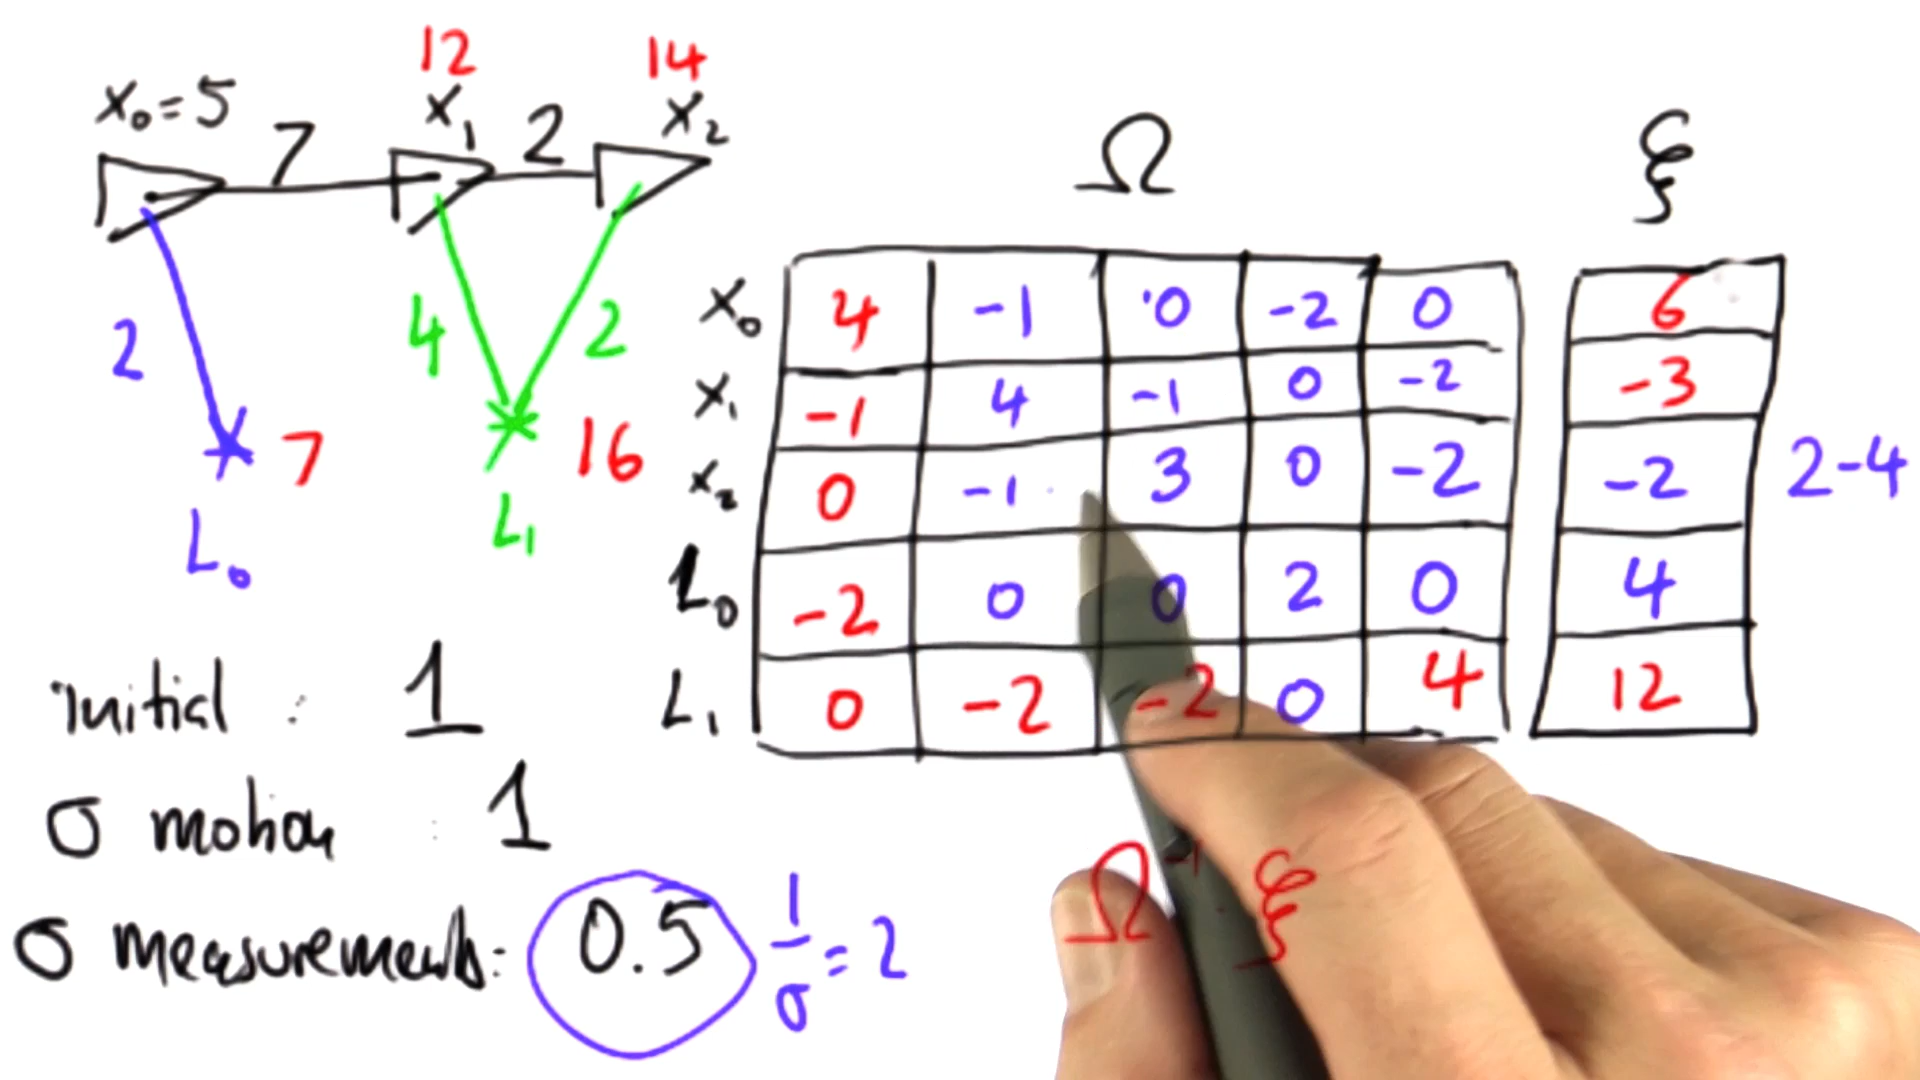 12
14
x₀=5
x₁
x₂
7
2
2
4
2
7
16
L₀
L₁
initial : 1
σ motion : 1
σ measurements: 0.5
1/σ = 2
Ω
ξ
x₀ 4 -1 0 -2 0 6
x₁ -1 4 -1 0 -2 -3
x₂ 0 -1 3 0 -2 -2 2-4
L₀ -2 0 0 2 0 4
L₁ 0 -2 -2 0 4 12
Ω⁻¹ · ξ